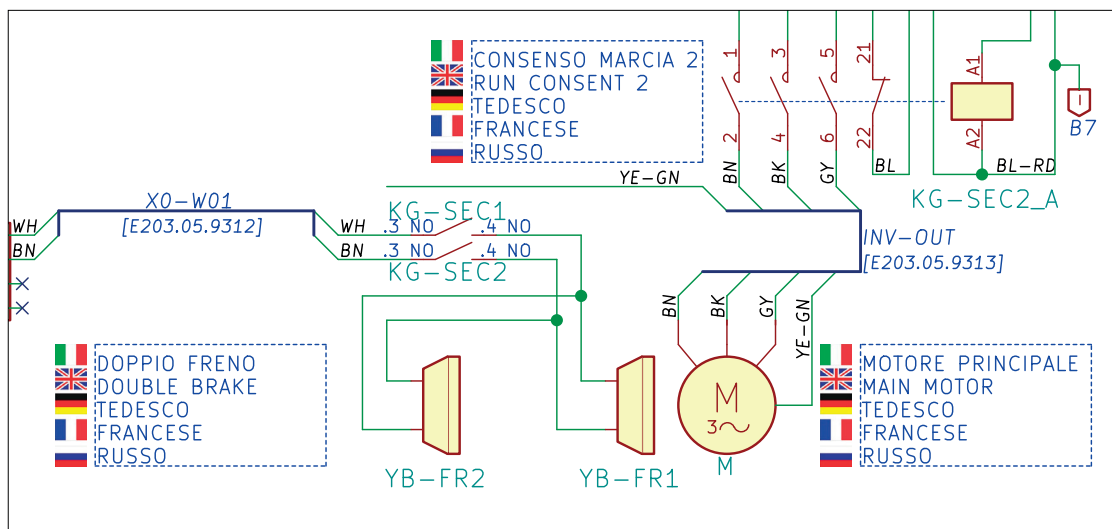 CONSENSO MARCIA 2
RUN CONSENT 2
TEDESCO
FRANCESE
RUSSO
1
3
5
21
A1
2
4
6
22
A2
B7
BN
BK
GY
BL
BL-RD
KG-SEC2_A
YE-GN
X0-W01
[E203.05.9312]
WH
BN
WH
BN
KG-SEC1
.3 NO
.4 NO
.3 NO
.4 NO
KG-SEC2
INV-OUT
[E203.05.9313]
BN
BK
GY
YE-GN
DOPPIO FRENO
DOUBLE BRAKE
TEDESCO
FRANCESE
RUSSO
YB-FR2
YB-FR1
M
3~
M
MOTORE PRINCIPALE
MAIN MOTOR
TEDESCO
FRANCESE
RUSSO